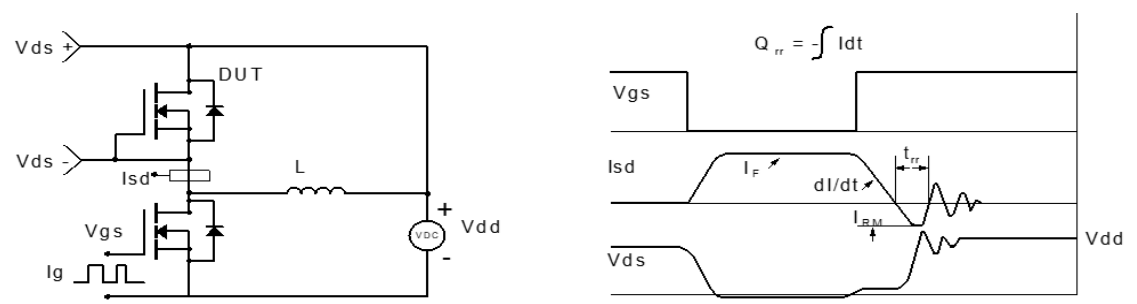 Vds +
DUT
Vds -
Isd
L
Vgs
Ig
+
VDC
-
Vdd
Q rr = -∫ Idt
Vgs
Isd
I F
dI/dt
t rr
I RM
Vds
Vdd